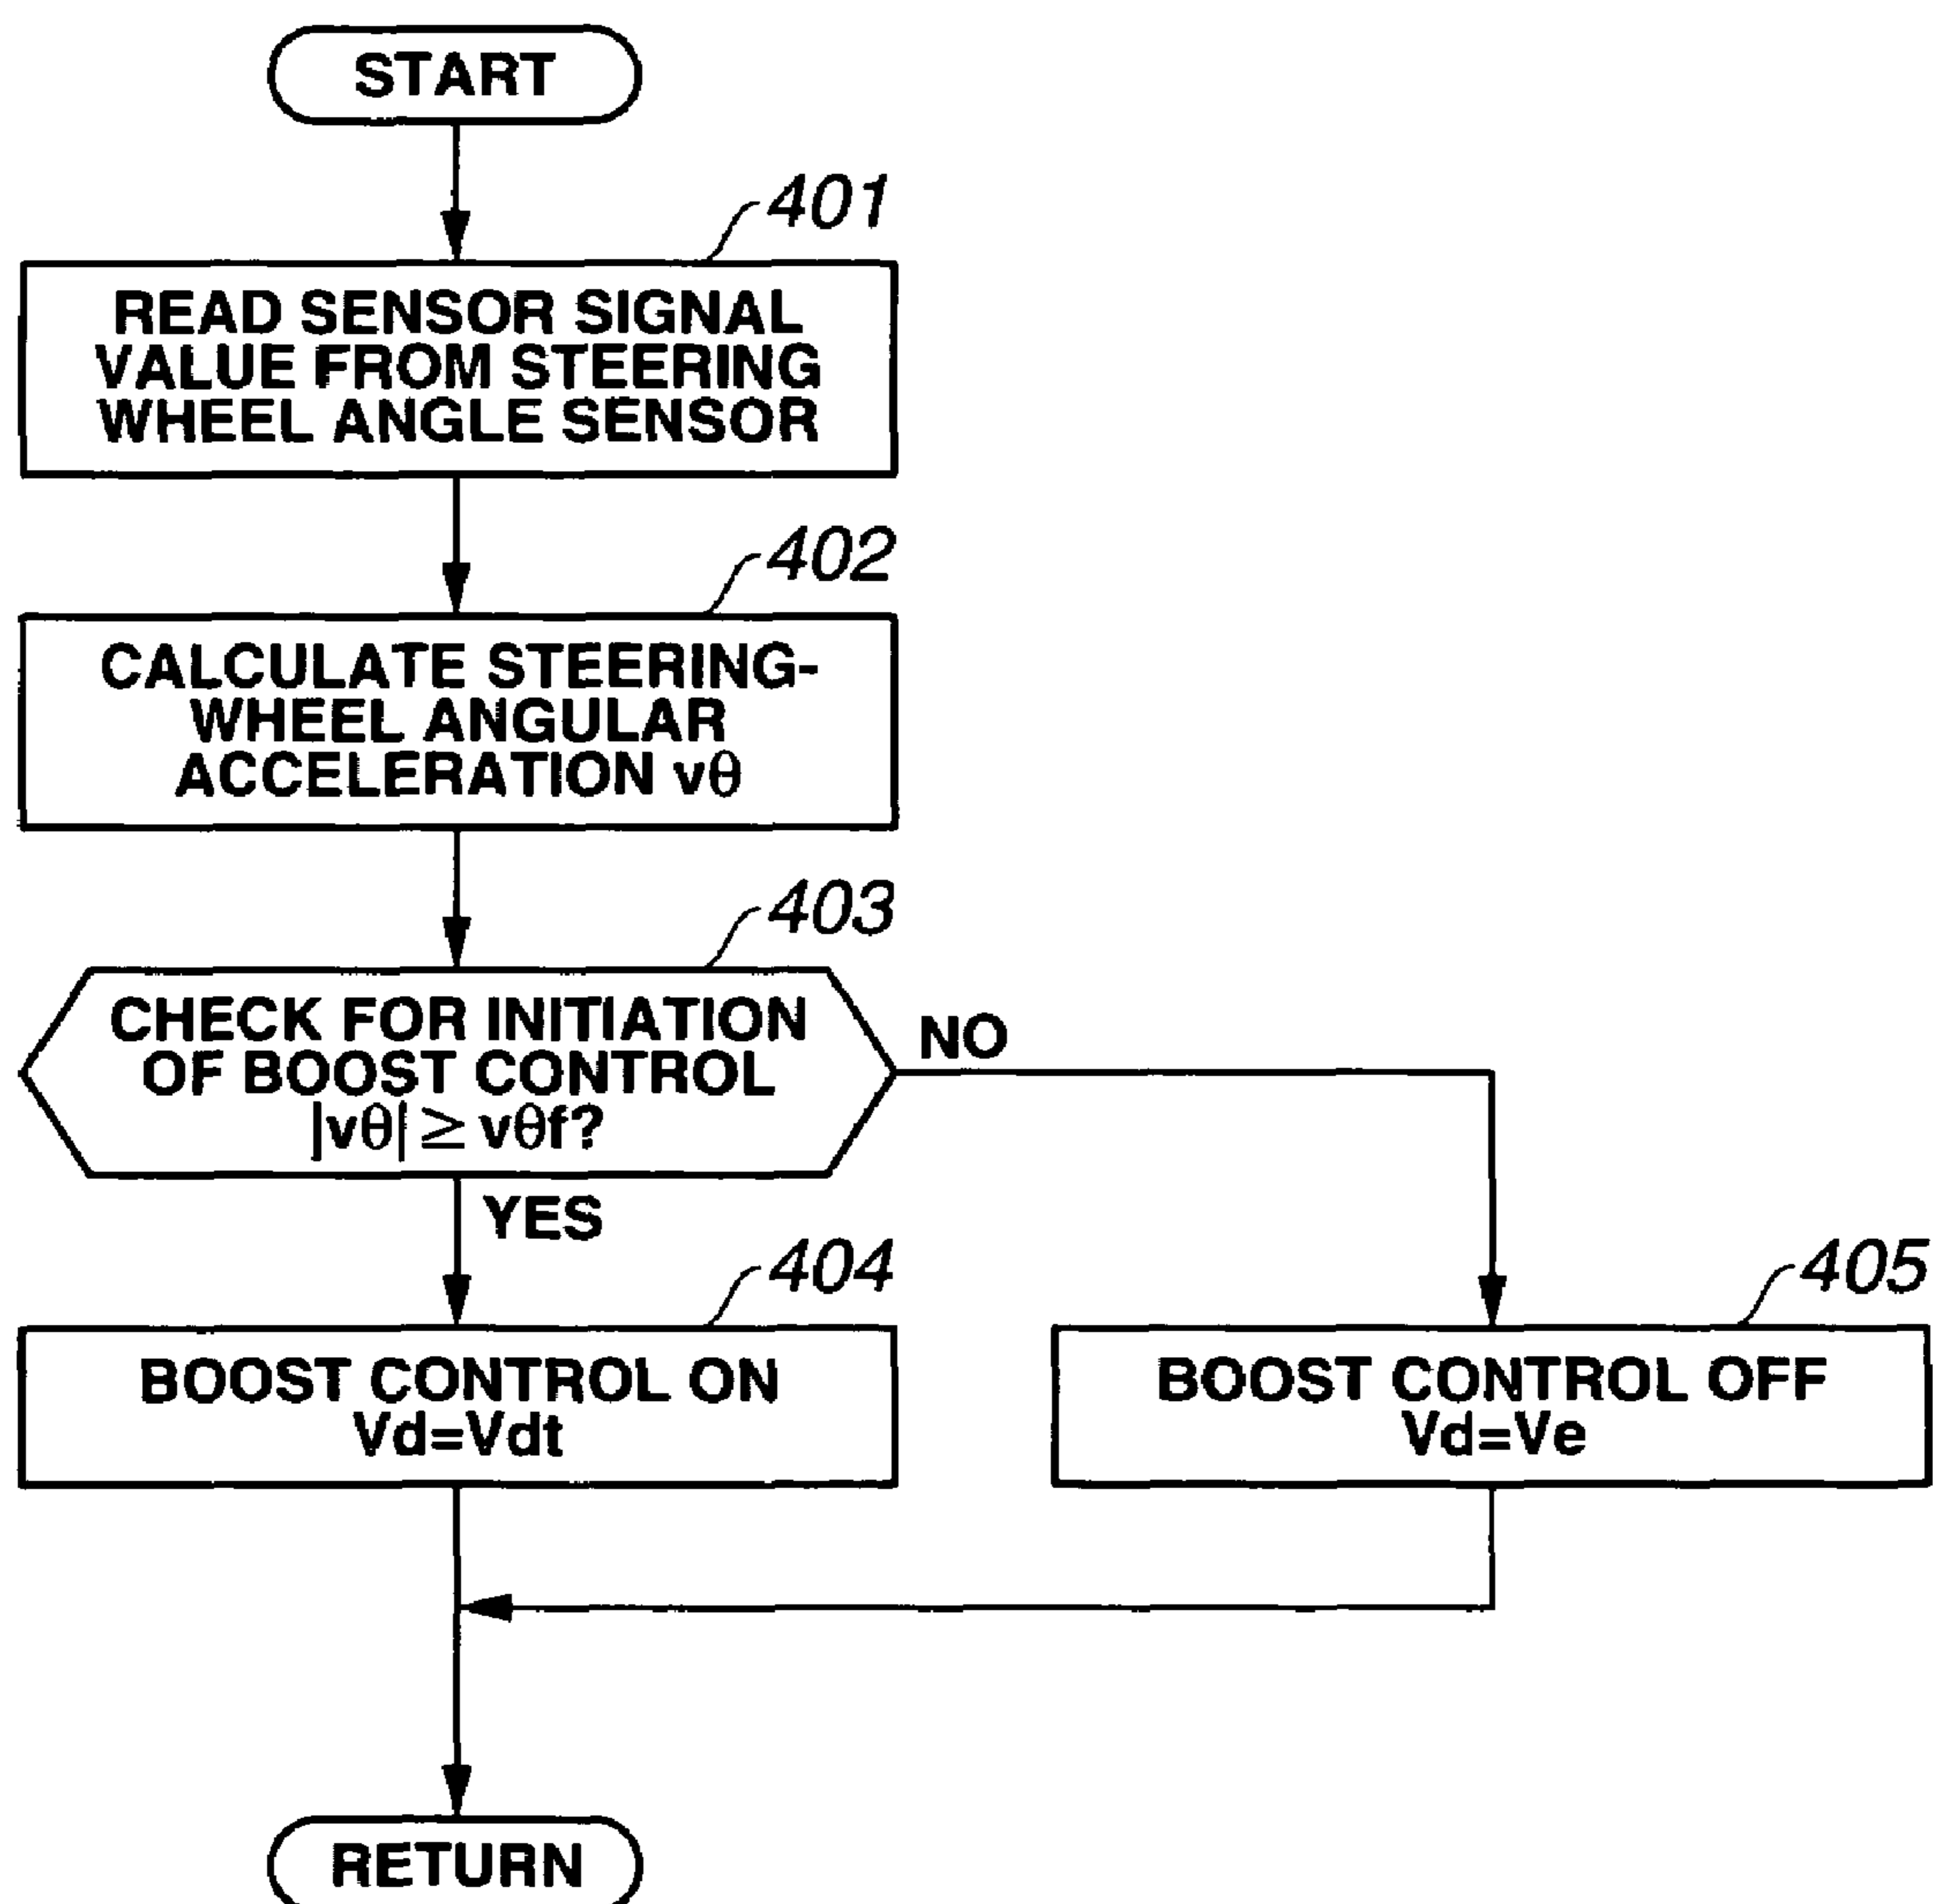 START
401
READ SENSOR SIGNAL
VALUE FROM STEERING
WHEEL ANGLE SENSOR
402
CALCULATE STEERING-
WHEEL ANGULAR
ACCELERATION vθ
403
CHECK FOR INITIATION
OF BOOST CONTROL
|vθ| ≥ vθf?
NO
YES
404
BOOST CONTROL ON
Vd=Vdt
405
BOOST CONTROL OFF
Vd=Ve
RETURN